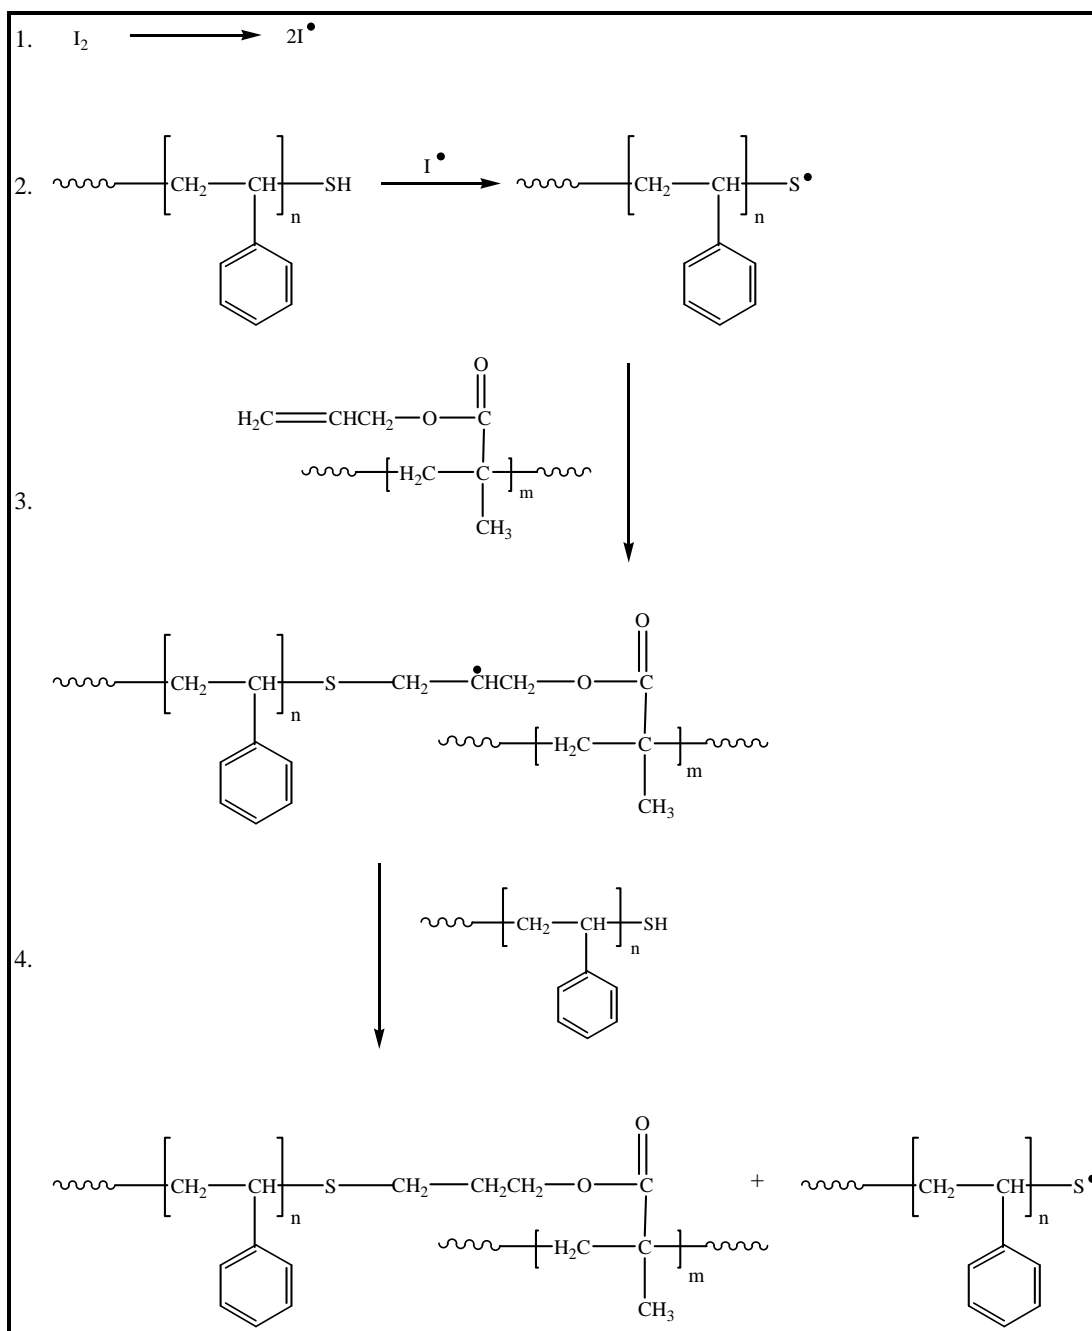 1. I₂ 2I•
2. CH₂ CH n SH I• CH₂ CH n S•
O
H₂C CHCH₂ O C
H₂C C m
3.
CH₃
O
CH₂ CH n S CH₂ ĊHCH₂ O C
H₂C C m
CH₃
CH₂ CH n SH
4.
O
CH₂ CH n S CH₂ CH₂CH₂ O C + CH₂ CH n S•
H₂C C m
CH₃